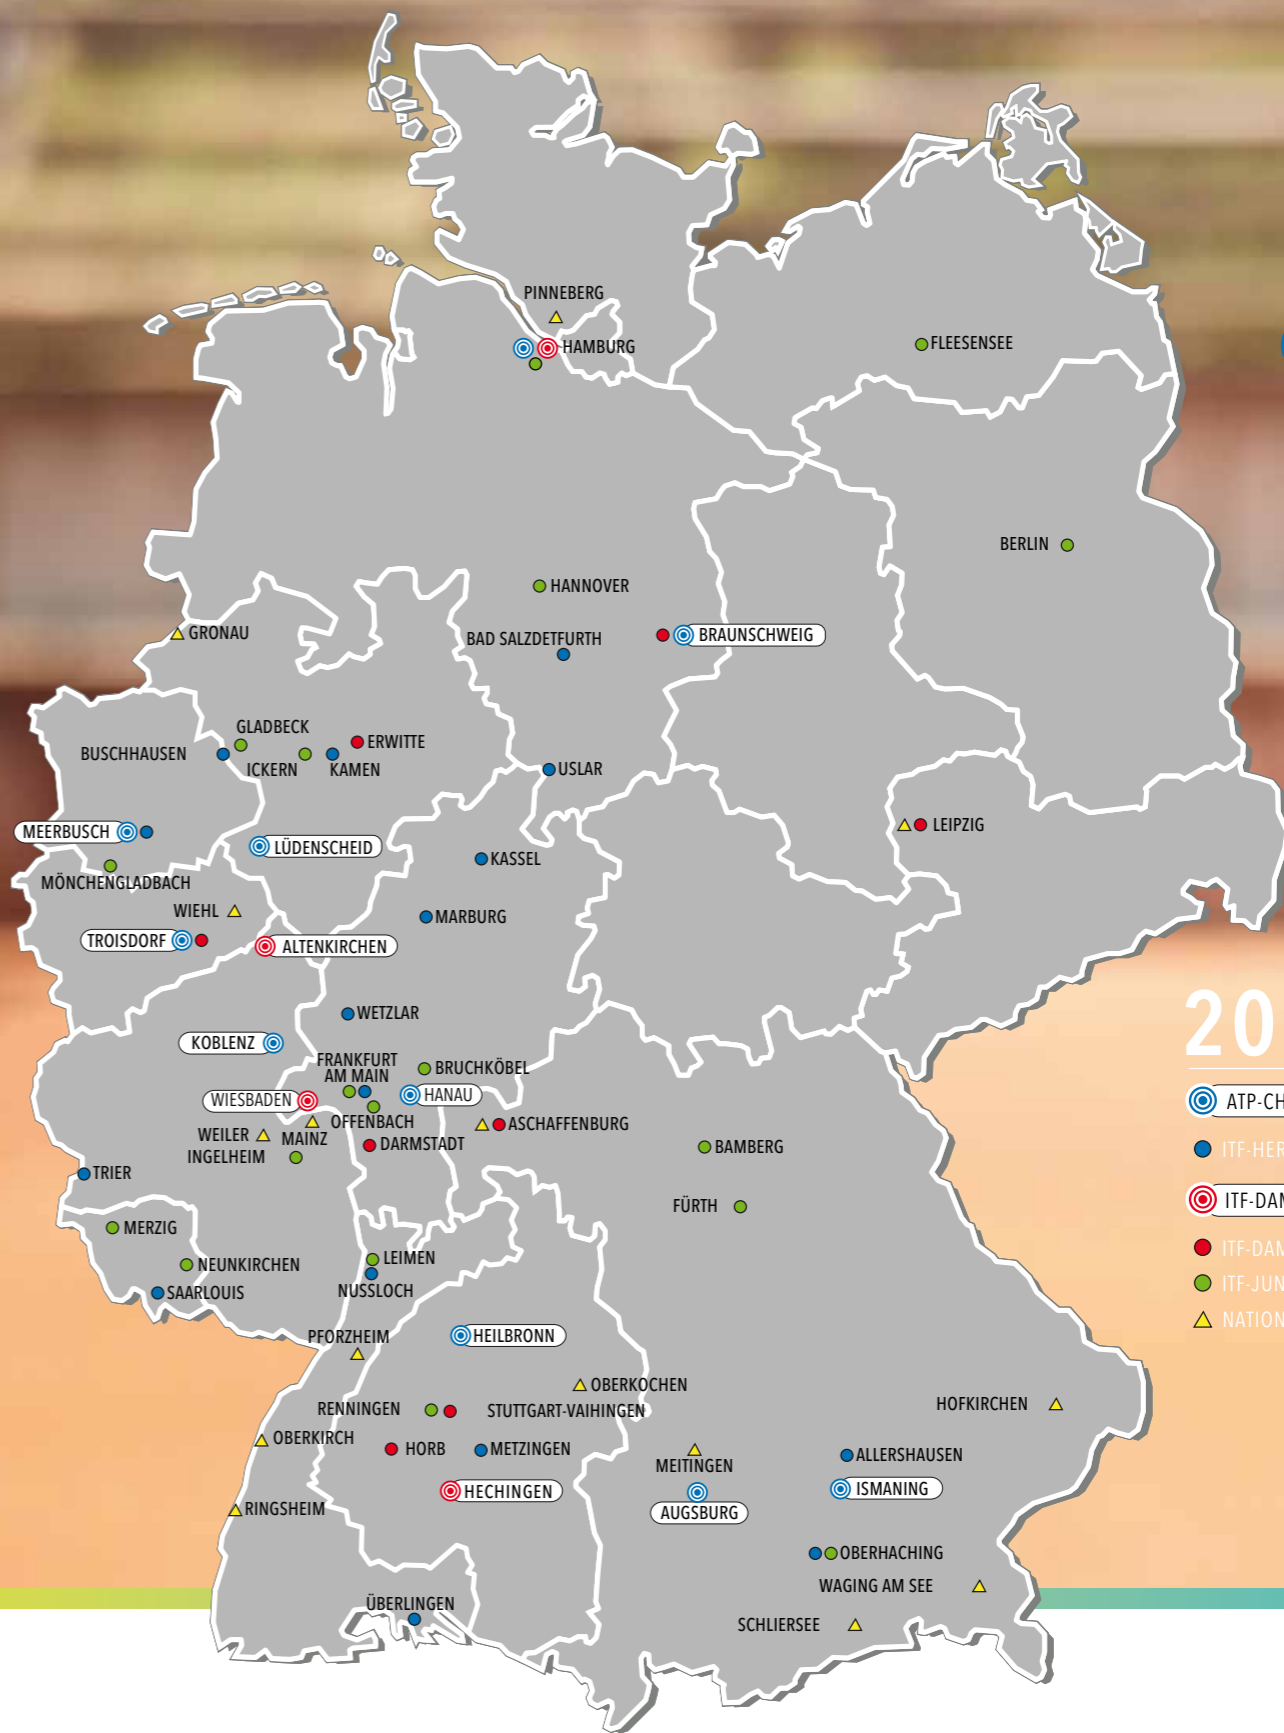 PINNEBERG
HAMBURG
FLEESENSEE
BERLIN
HANNOVER
GRONAU
BAD SALZDETFURTH
BRAUNSCHWEIG
GLADBECK
ERWITTE
BUSCHHAUSEN
ICKERN
KAMEN
USLAR
MEERBUSCH
LÜDENSCHEID
LEIPZIG
KASSEL
MÖNCHENGLADBACH
WIEHL
MARBURG
TROISDORF
ALTENKIRCHEN
WETZLAR
KOBLENZ
FRANKFURT
AM MAIN
BRUCHKÖBEL
WIESBADEN
HANAU
OFFENBACH
ASCHAFFENBURG
WEILER
MAINZ
DARMSTADT
INGELHEIM
BAMBERG
TRIER
FÜRTH
MERZIG
NEUNKIRCHEN
LEIMEN
SAARLOUIS
NUSSLOCH
PFORZHEIM
HEILBRONN
OBERKOCHEN
RENNINGEN
STUTTGART-VAIHINGEN
HOFKIRCHEN
OBERKIRCH
HORB
METZINGEN
MEITINGEN
ALLERSHAUSEN
HECHINGEN
ISMANING
RINGSHEIM
AUGSBURG
OBERHACHING
WAGING AM SEE
ÜBERLINGEN
SCHLIERSEE
20
ATP-CH
ITF-HER
ITF-DAM
ITF-DAM
ITF-JUN
NATION